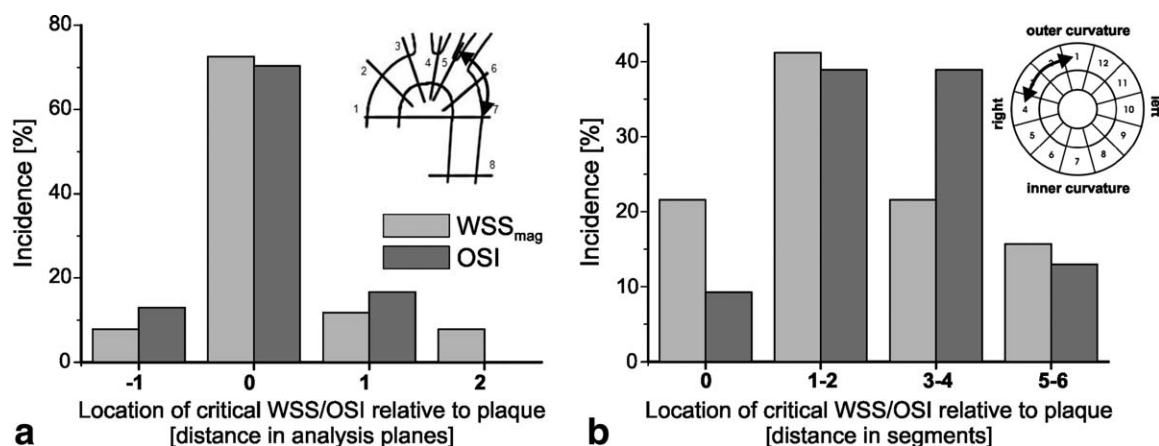 80
60
40
20
0
Incidence [%]
-1
0
1
2
Location of critical WSS/OSI relative to plaque
[distance in analysis planes]
a
1
2
3
4
5
6
7
8
WSSmag
OSI
40
30
20
10
0
Incidence [%]
0
1-2
3-4
5-6
Location of critical WSS/OSI relative to plaque
[distance in segments]
b
outer curvature
1
12
11
10
9
8
7
6
5
4
right
left
inner curvature